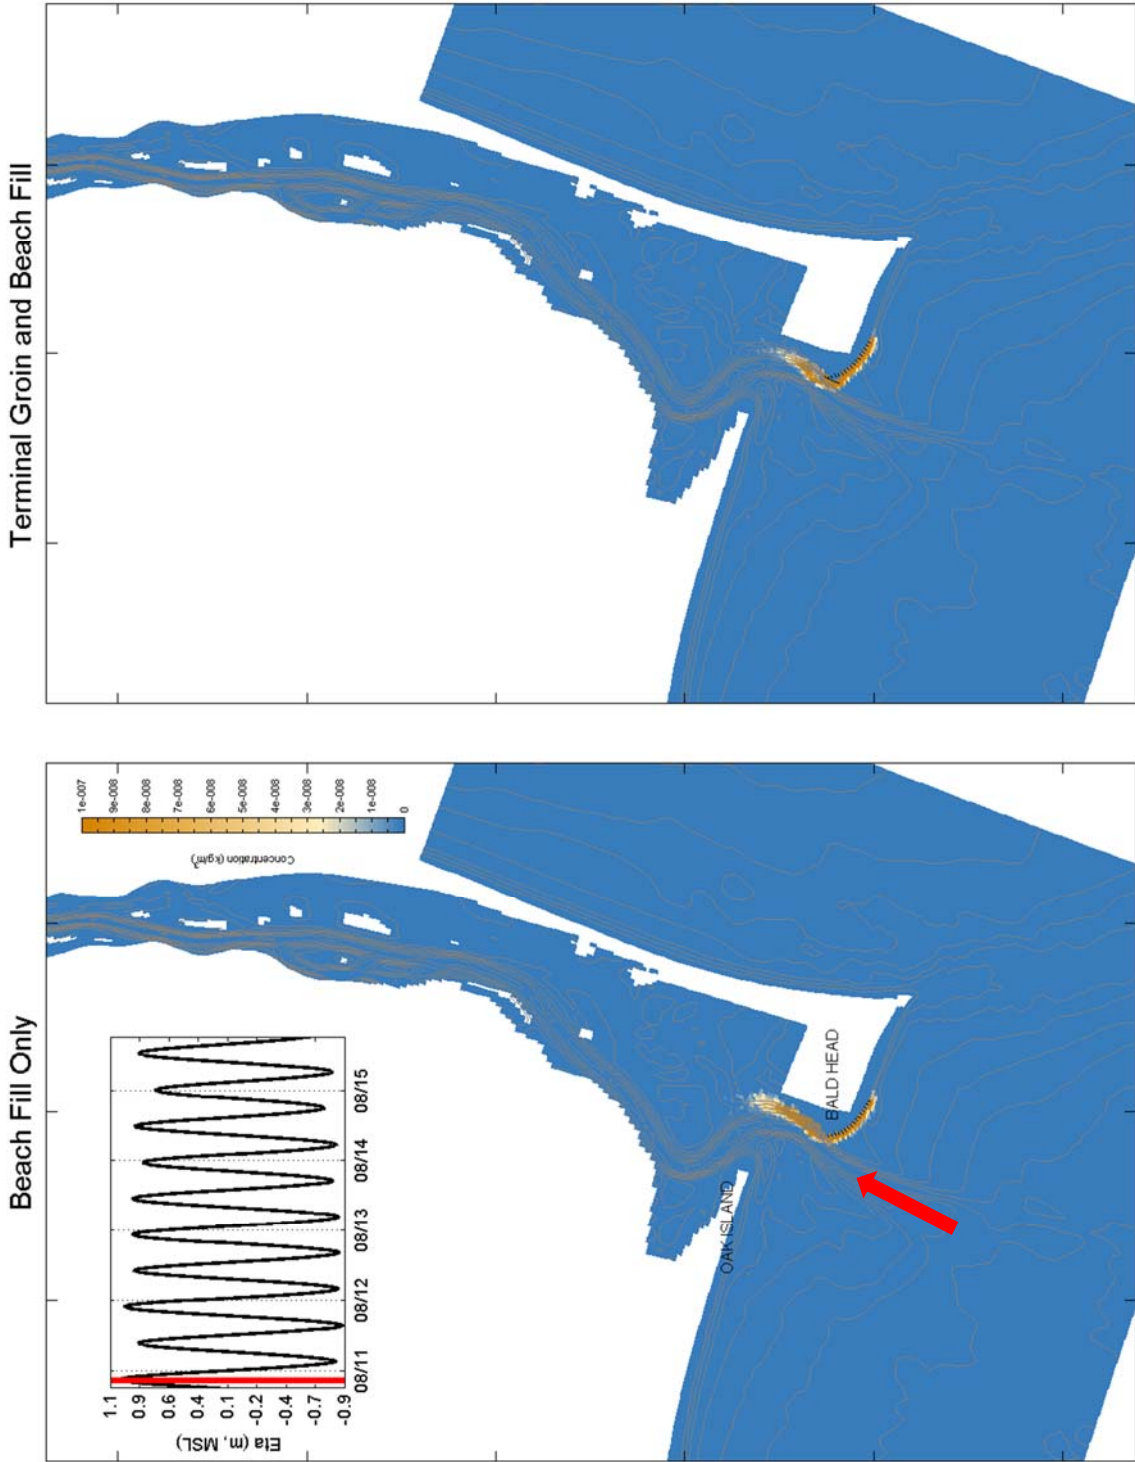 Beach Fill Only
Terminal Groin and Beach Fill
Eta (m, MSL)
1.1
0.9
0.6
0.4
0.1
-0.2
-0.4
-0.7
-0.9
08/11
08/12
08/13
08/14
08/15
Concentration (kg/m³)
1e-007
9e-008
8e-008
7e-008
6e-008
5e-008
4e-008
3e-008
2e-008
1e-008
0
OAK ISLAND
BALD HEAD